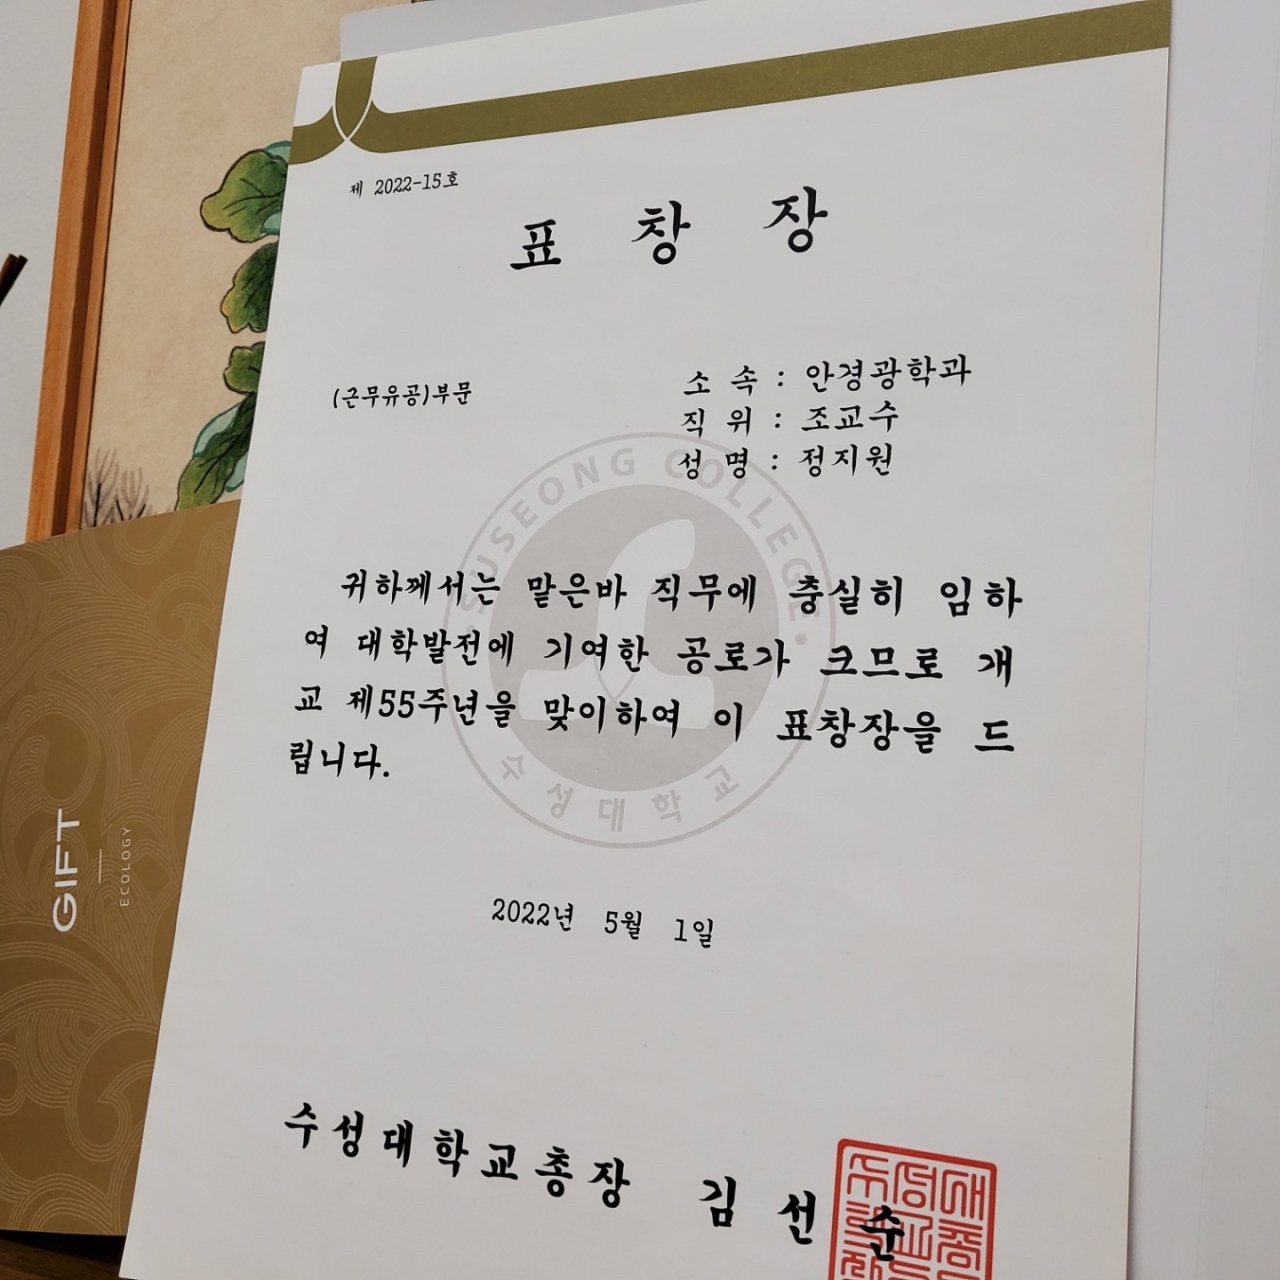 제 2022-15호
표 창 장
(근무유공)부문
소 속 : 안경광학과
직 위 : 조교수
성 명 : 정지원
SUSEONG COLLEGE
귀하께서는 맡은바 직무에 충실히 임하
여 대학발전에 기여한 공로가 크므로 개
교 제55주년을 맞이하여 이 표창장을 드
립니다.
수성대학교
2022년 5월 1일
수성대학교총장 김 선 순
GIFT
ECOLOGY